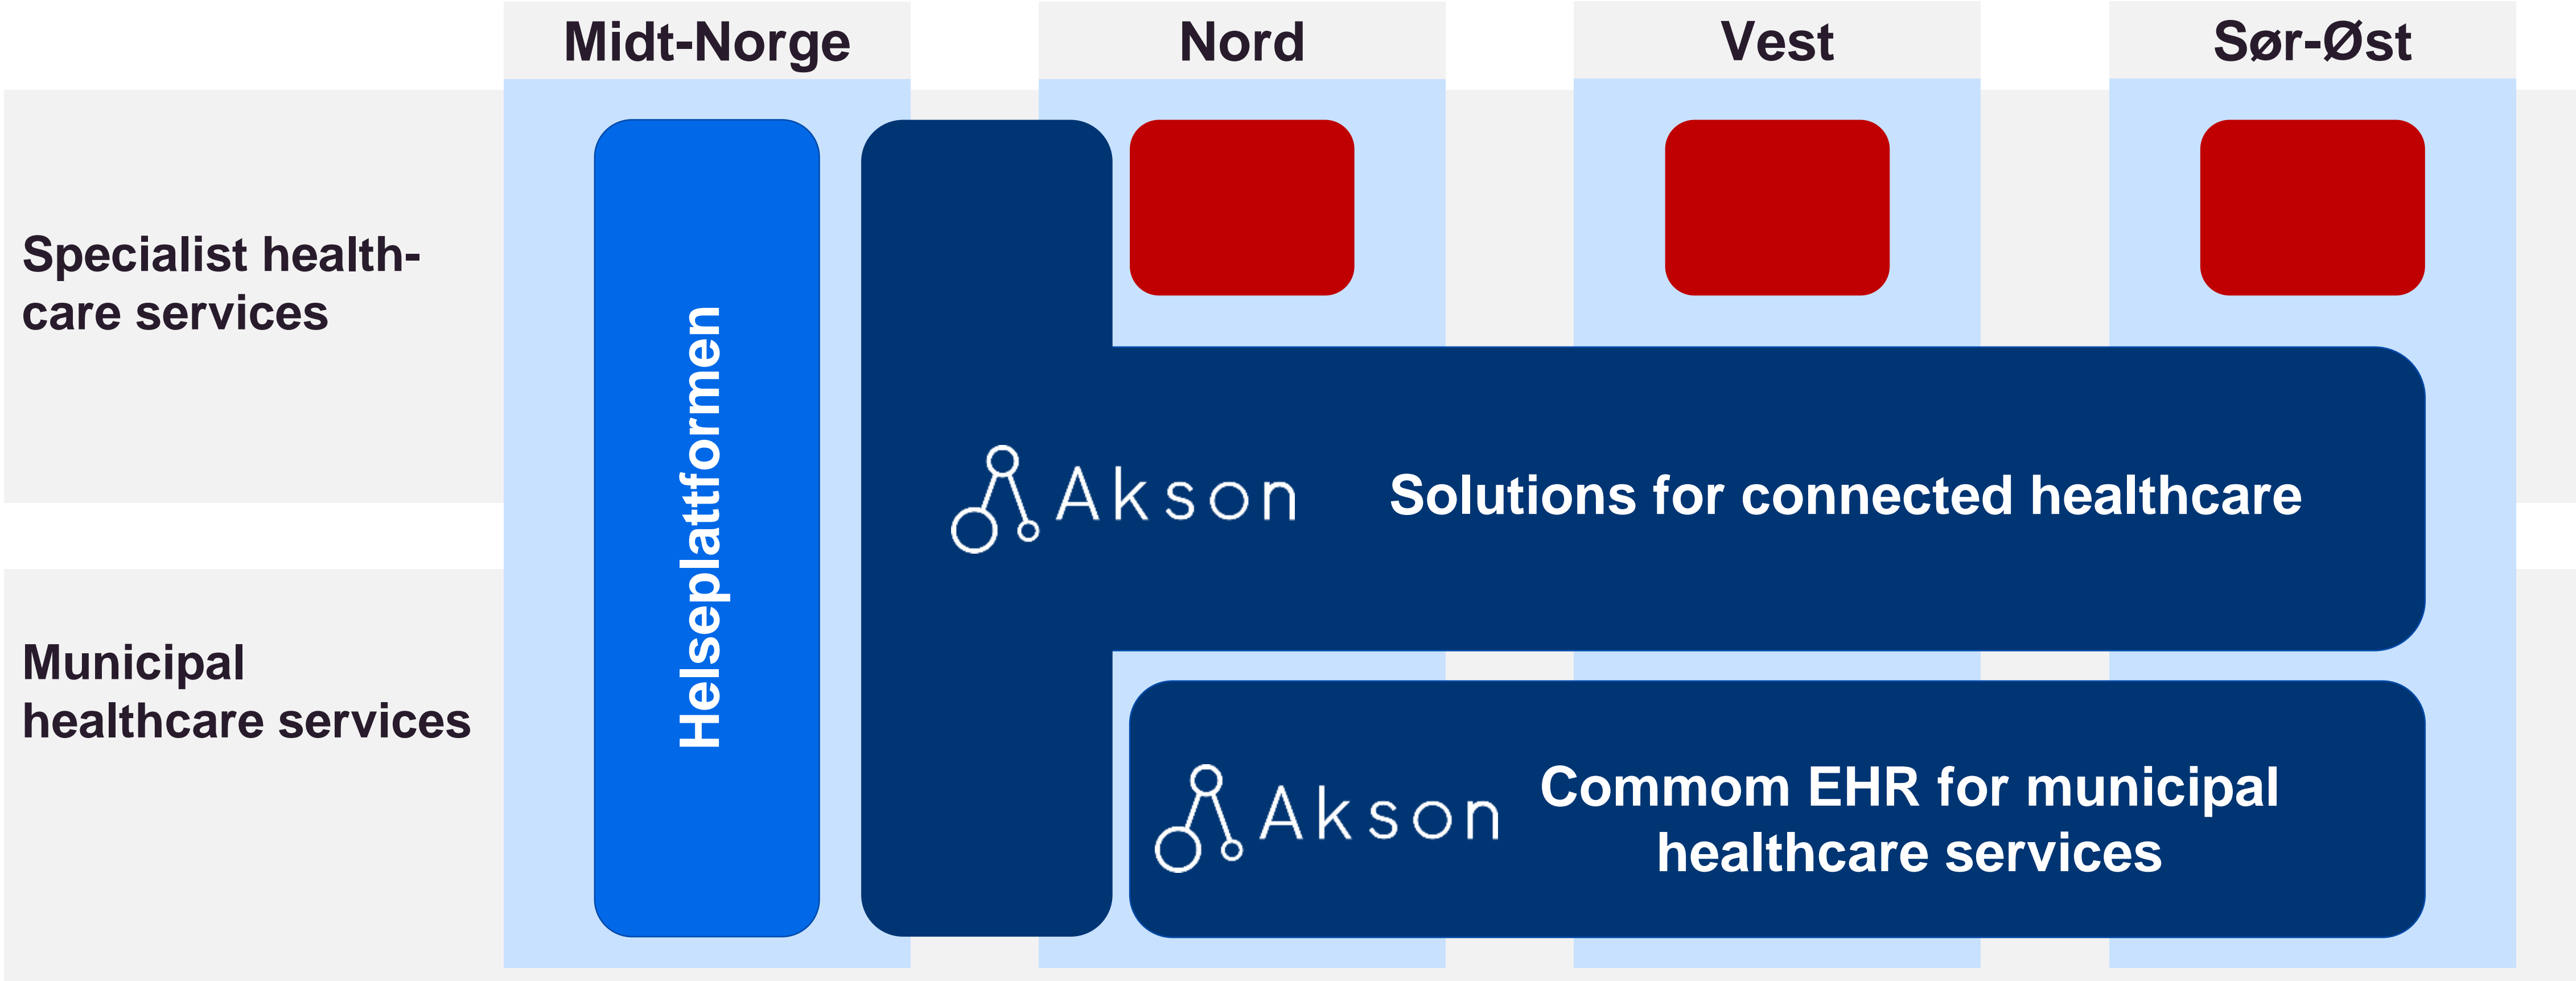 Midt-Norge
Nord
Vest
Sør-Øst
Specialist health-
care services
Helseplattformen
Akson
Solutions for connected healthcare
Municipal
healthcare services
Akson
Commom EHR for municipal
healthcare services